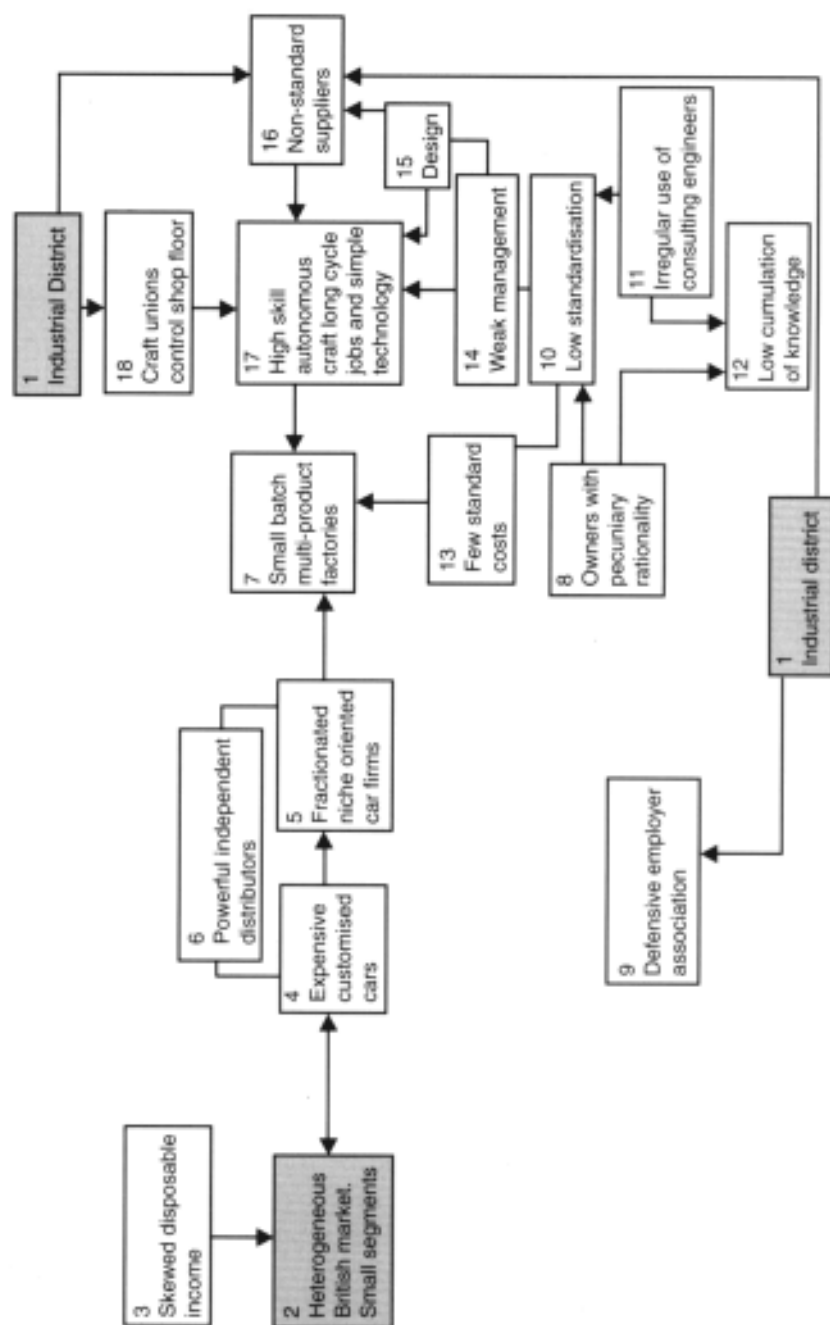 1
Industrial District
18
Craft unions
control shop floor
16
Non-standard
suppliers
17
High skill
autonomous
craft long cycle
jobs and simple
technology
15
Design
14
Weak management
10
Low standardisation
11
Irregular use of
consulting engineers
12
Low cumulation
of knowledge
7
Small batch
multi-product
factories
13
Few standard
costs
8
Owners with
pecuniary
rationality
1
Industrial district
6
Powerful independent
distributors
5
Fractionated
niche oriented
car firms
4
Expensive
customised
cars
9
Defensive employer
association
3
Skewed disposable
income
2
Heterogeneous
British market.
Small segments